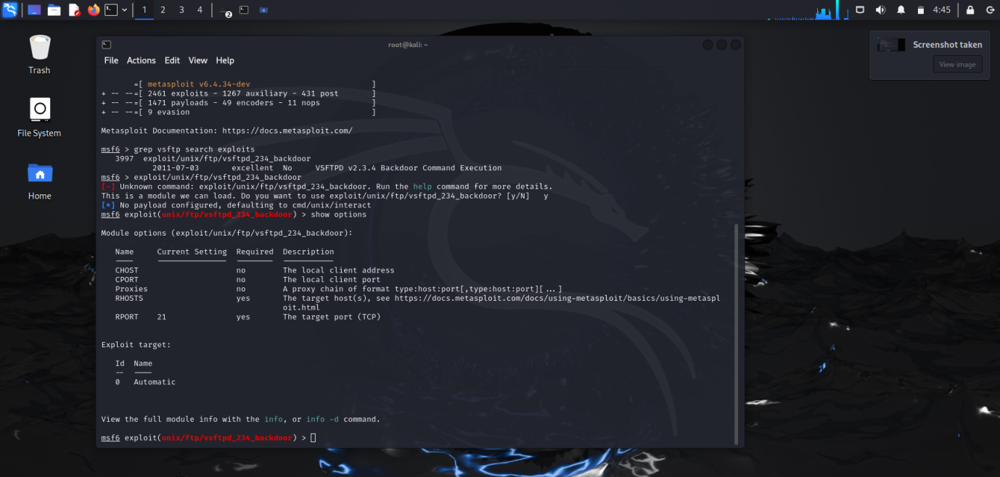 1 2 3 4 2 4:45
Screenshot taken
View image
Trash
File System
Home
root@kali: ~
File Actions Edit View Help
=[ metasploit v6.4.34-dev ]
+ -- --=[ 2461 exploits - 1267 auxiliary - 431 post ]
+ -- --=[ 1471 payloads - 49 encoders - 11 nops ]
+ -- --=[ 9 evasion ]
Metasploit Documentation: https://docs.metasploit.com/
msf6 > grep vsftp search exploits
3997 exploit/unix/ftp/vsftpd_234_backdoor
2011-07-03 excellent No VSFTPD v2.3.4 Backdoor Command Execution
msf6 > exploit/unix/ftp/vsftpd_234_backdoor
[-] Unknown command: exploit/unix/ftp/vsftpd_234_backdoor. Run the help command for more details.
This is a module we can load. Do you want to use exploit/unix/ftp/vsftpd_234_backdoor? [y/N] y
[*] No payload configured, defaulting to cmd/unix/interact
msf6 exploit(unix/ftp/vsftpd_234_backdoor) > show options
Module options (exploit/unix/ftp/vsftpd_234_backdoor):
Name Current Setting Required Description
CHOST no The local client address
CPORT no The local client port
Proxies no A proxy chain of format type:host:port[,type:host:port][...]
RHOSTS yes The target host(s), see https://docs.metasploit.com/docs/using-metasploit/basics/using-metaspl
oit.html
RPORT 21 yes The target port (TCP)
Exploit target:
Id Name
0 Automatic
View the full module info with the info, or info -d command.
msf6 exploit(unix/ftp/vsftpd_234_backdoor) >